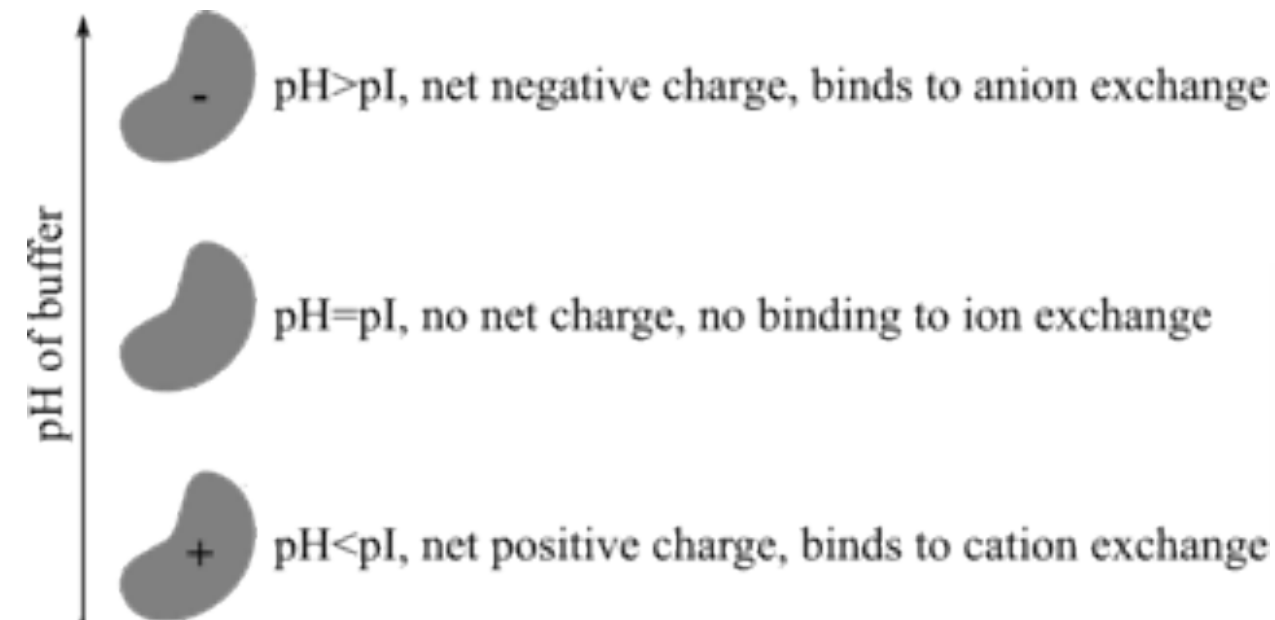 pH>pI, net negative charge, binds to anion exchange
-
pH of buffer
pH=pI, no net charge, no binding to ion exchange
pH<pI, net positive charge, binds to cation exchange
+